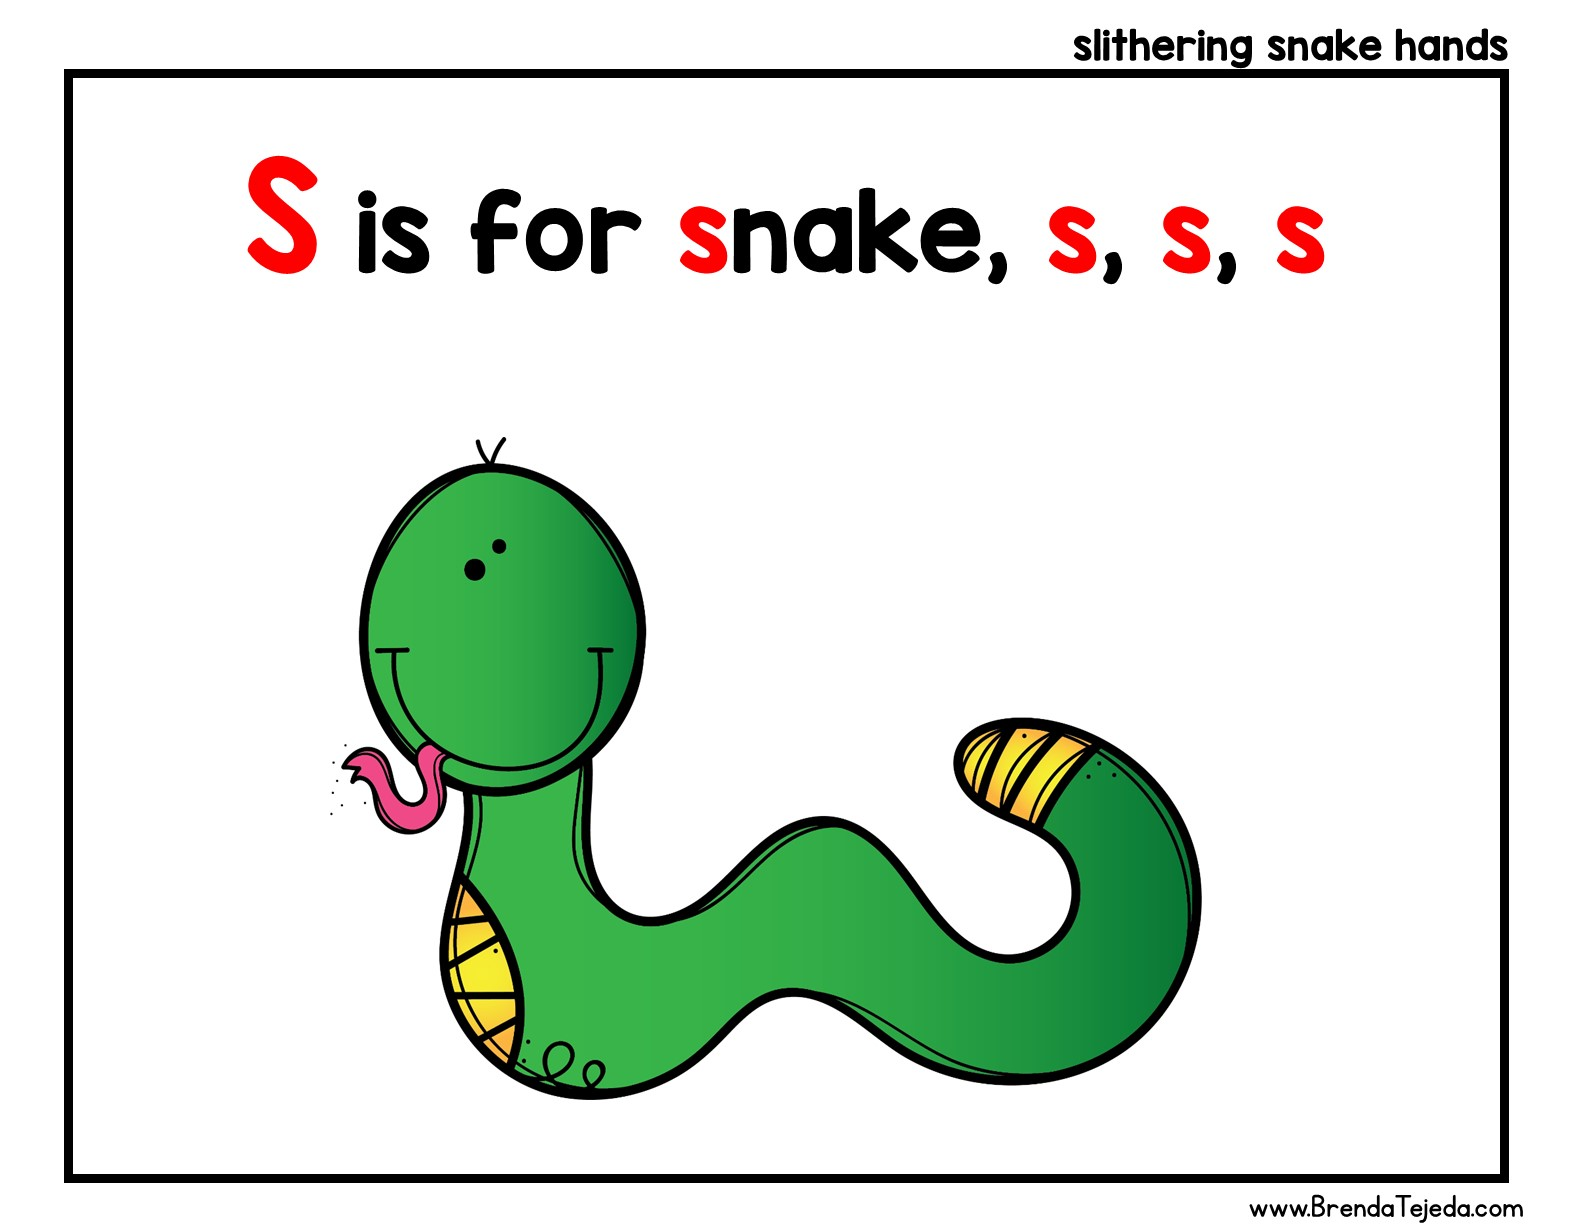 slithering snake hands
S is for snake, s, s, s
www.BrendaTejeda.com